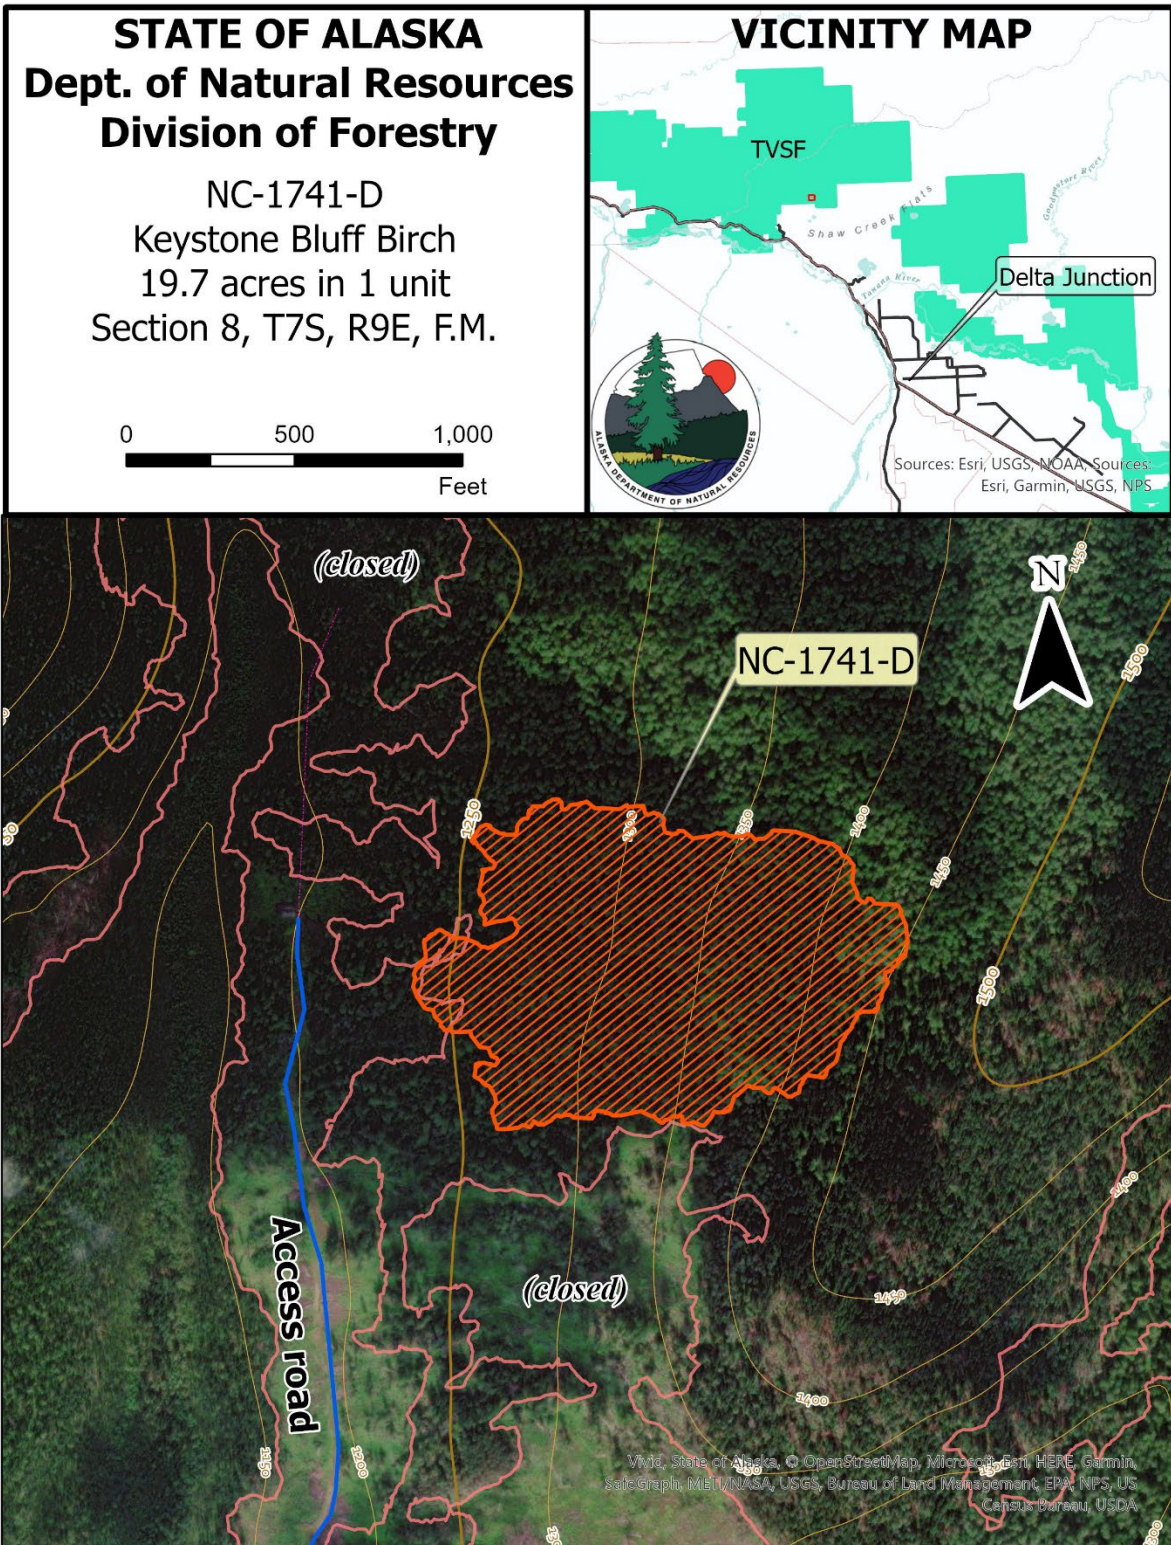 STATE OF ALASKA
Dept. of Natural Resources
Division of Forestry
NC-1741-D
Keystone Bluff Birch
19.7 acres in 1 unit
Section 8, T7S, R9E, F.M.
0 500 1,000
Feet
VICINITY MAP
TVSF
Shaw Creek Flats
Goodpasture River
Delta Junction
Tanana River
ALASKA DEPARTMENT OF NATURAL RESOURCES
Sources: Esri, USGS, NOAA, Sources:
Esri, Garmin, USGS, NPS
(closed)
1450
N
NC-1741-D
1500
1250
1300
1350
1400
1450
1500
1400
(closed)
1450
Access road
1400
1150
1200
Vivid, State of Alaska, © OpenStreetMap, Microsoft, Esri, HERE, Garmin,
SafeGraph, METI/NASA, USGS, Bureau of Land Management, EPA, NPS, US
Census Bureau, USDA